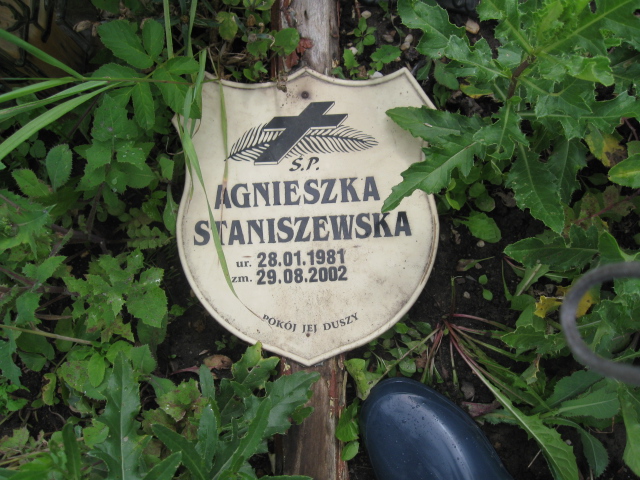 Ś.P.
AGNIESZKA
STANISZEWSKA
ur. 28.01.1981
zm. 29.08.2002
POKÓJ JEJ DUSZY